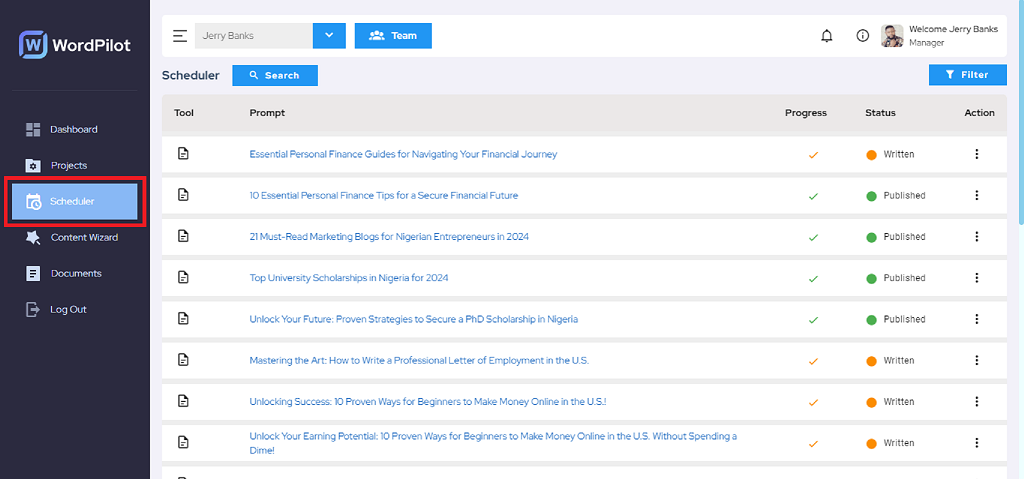 WordPilot
Jerry Banks
Team
Welcome Jerry Banks
Manager
Scheduler
Search
Filter
Dashboard
Projects
Scheduler
Content Wizard
Documents
Log Out
Tool Prompt Progress Status Action
Essential Personal Finance Guides for Navigating Your Financial Journey Written
10 Essential Personal Finance Tips for a Secure Financial Future Published
21 Must-Read Marketing Blogs for Nigerian Entrepreneurs in 2024 Published
Top University Scholarships in Nigeria for 2024 Published
Unlock Your Future: Proven Strategies to Secure a PhD Scholarship in Nigeria Published
Mastering the Art: How to Write a Professional Letter of Employment in the U.S. Written
Unlocking Success: 10 Proven Ways for Beginners to Make Money Online in the U.S.! Written
Unlock Your Earning Potential: 10 Proven Ways for Beginners to Make Money Online in the U.S. Without Spending a
Dime! Written